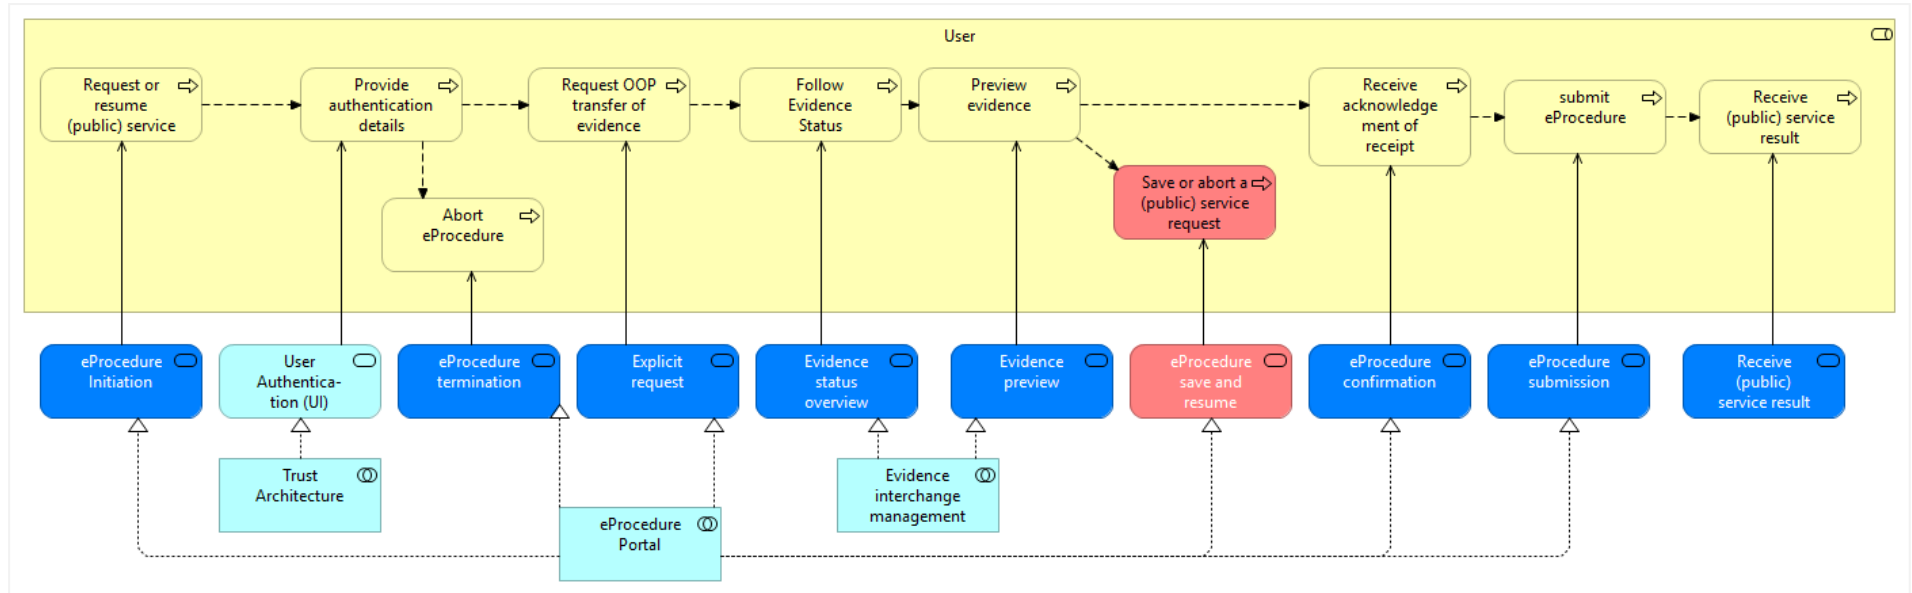 User
Request or
resume
(public) service
Provide
authentication
details
Request OOP
transfer of
evidence
Follow
Evidence
Status
Preview
evidence
Receive
acknowledge
ment of
receipt
submit
eProcedure
Receive
(public) service
result
Abort
eProcedure
Save or abort a
(public) service
request
eProcedure
Initiation
User
Authentica-
tion (UI)
eProcedure
termination
Explicit
request
Evidence
status
overview
Evidence
preview
eProcedure
save and
resume
eProcedure
confirmation
eProcedure
submission
Receive
(public)
service result
Trust
Architecture
eProcedure
Portal
Evidence
interchange
management